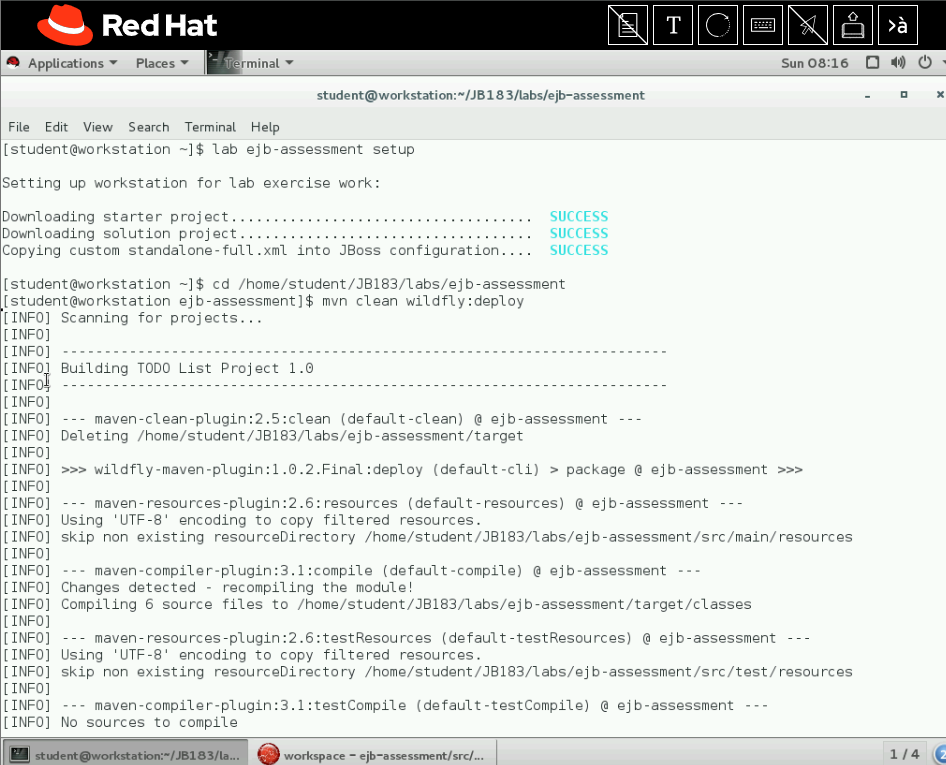 Red Hat
T
>à
Applications Places Terminal Sun 08:16
student@workstation:~/JB183/labs/ejb-assessment
File Edit View Search Terminal Help
[student@workstation ~]$ lab ejb-assessment setup
Setting up workstation for lab exercise work:
Downloading starter project.................................... SUCCESS
Downloading solution project................................... SUCCESS
Copying custom standalone-full.xml into JBoss configuration.... SUCCESS
[student@workstation ~]$ cd /home/student/JB183/labs/ejb-assessment
[student@workstation ejb-assessment]$ mvn clean wildfly:deploy
[INFO] Scanning for projects...
[INFO]
[INFO] ------------------------------------------------------------------------
[INFO] Building TODO List Project 1.0
[INFO] ------------------------------------------------------------------------
[INFO]
[INFO] --- maven-clean-plugin:2.5:clean (default-clean) @ ejb-assessment ---
[INFO] Deleting /home/student/JB183/labs/ejb-assessment/target
[INFO]
[INFO] >>> wildfly-maven-plugin:1.0.2.Final:deploy (default-cli) > package @ ejb-assessment >>>
[INFO]
[INFO] --- maven-resources-plugin:2.6:resources (default-resources) @ ejb-assessment ---
[INFO] Using 'UTF-8' encoding to copy filtered resources.
[INFO] skip non existing resourceDirectory /home/student/JB183/labs/ejb-assessment/src/main/resources
[INFO]
[INFO] --- maven-compiler-plugin:3.1:compile (default-compile) @ ejb-assessment ---
[INFO] Changes detected - recompiling the module!
[INFO] Compiling 6 source files to /home/student/JB183/labs/ejb-assessment/target/classes
[INFO]
[INFO] --- maven-resources-plugin:2.6:testResources (default-testResources) @ ejb-assessment ---
[INFO] Using 'UTF-8' encoding to copy filtered resources.
[INFO] skip non existing resourceDirectory /home/student/JB183/labs/ejb-assessment/src/test/resources
[INFO]
[INFO] --- maven-compiler-plugin:3.1:testCompile (default-testCompile) @ ejb-assessment ---
[INFO] No sources to compile
student@workstation:~/JB183/la... workspace - ejb-assessment/src/... 1 / 4 2